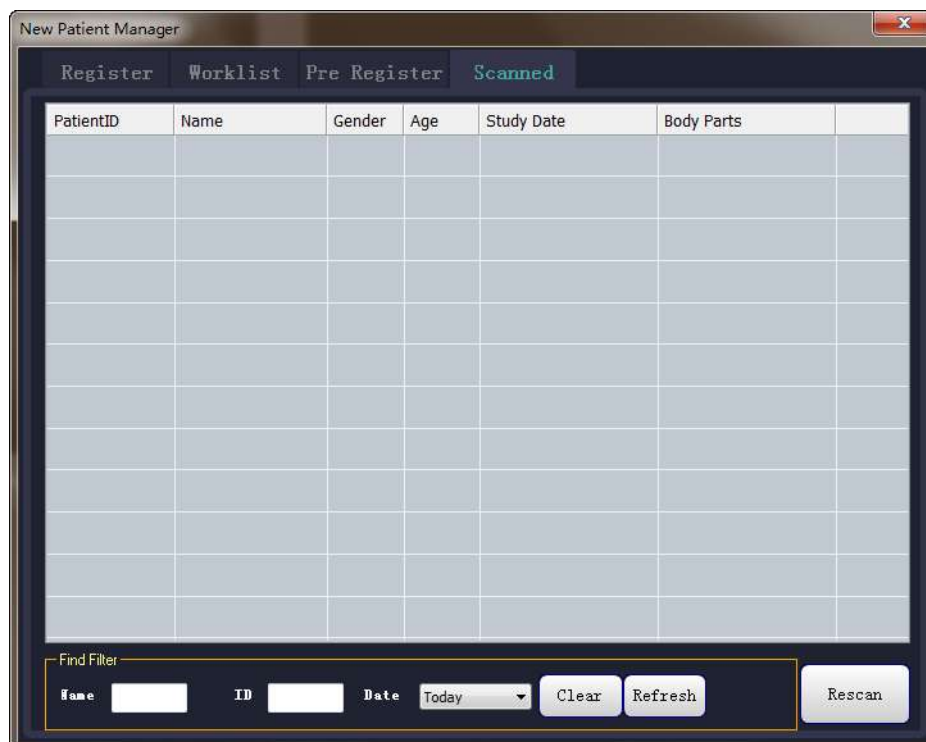 New Patient Manager
Register Worklist Pre Register Scanned
PatientID Name Gender Age Study Date Body Parts
Find Filter
Name ID Date Today Clear Refresh Rescan